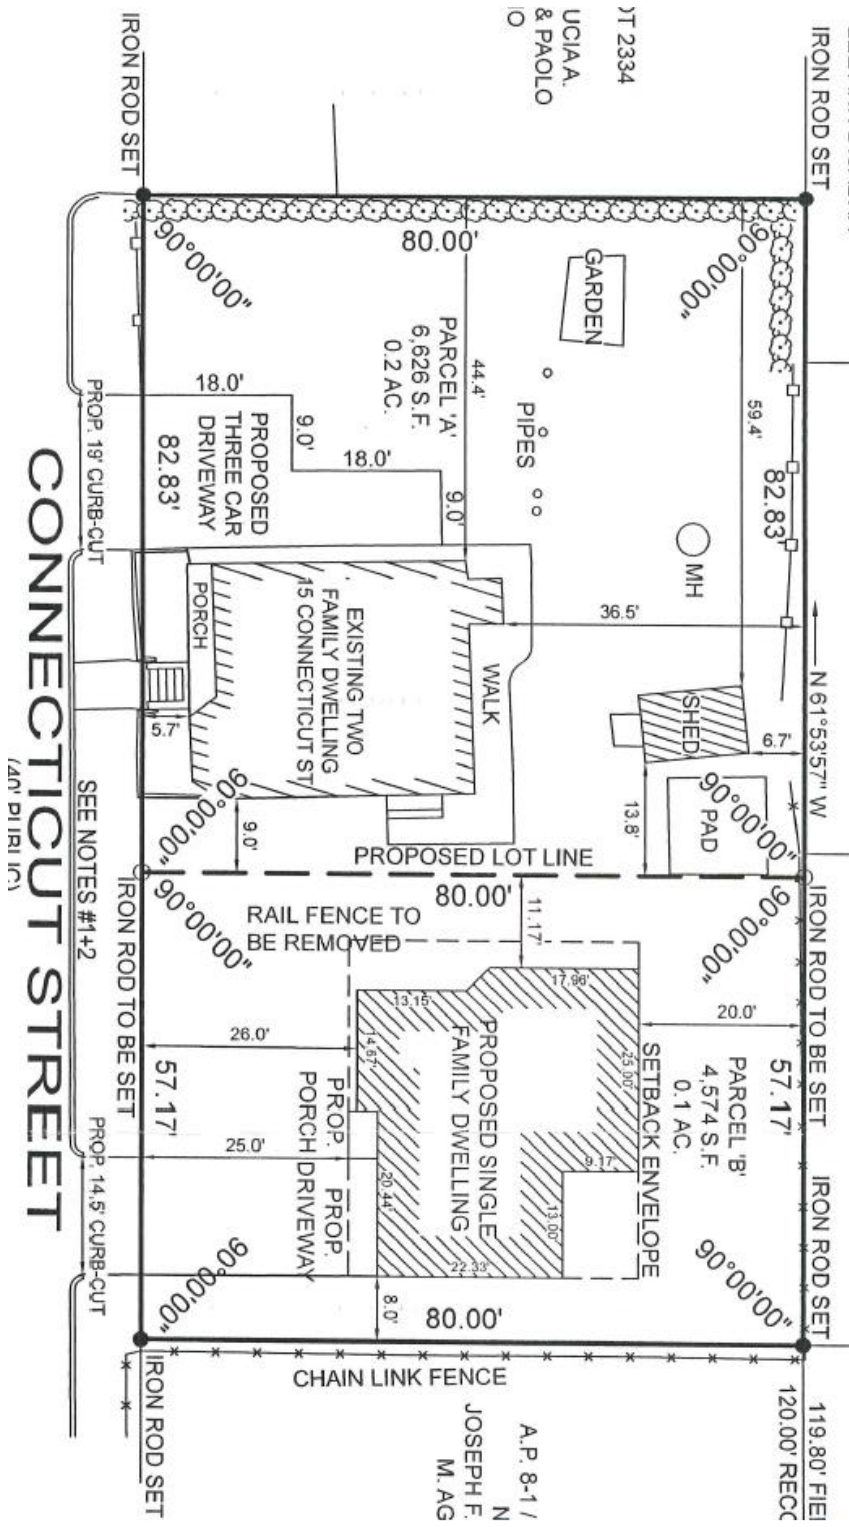 IRON ROD SET
OT 2334
UCIA A.
& PAOLO
IO
IRON ROD SET
90°00'00"
80.00'
90°00'00"
GARDEN
PARCEL 'A'
6,626 S.F.
0.2 AC.
44.4'
59.4'
PIPES
18.0'
9.0'
18.0'
9.0'
PROPOSED
THREE CAR
DRIVEWAY
82.83'
82.83'
PROP. 19' CURB-CUT
MH
36.5'
N 61°53'57" W
PORCH
EXISTING TWO
FAMILY DWELLING
15 CONNECTICUT ST
WALK
SHED
6.7'
5.7'
13.8'
PAD
90°00'00"
90°00'00"
9.0'
PROPOSED LOT LINE
80.00'
11.17'
IRON ROD TO BE SET
IRON ROD TO BE SET
90°00'00"
90°00'00"
RAIL FENCE TO
BE REMOVED
SEE NOTES #1+2
CONNECTICUT STREET
(40' PUBLIC)
17.96'
13.15'
14.67'
25.00'
20.0'
26.0'
PROPOSED SINGLE
FAMILY DWELLING
SETBACK ENVELOPE
PARCEL 'B'
4,574 S.F.
0.1 AC.
57.17'
57.17'
25.0'
PROP.
PORCH
PROP.
DRIVEWAY
9.17'
20.44'
13.00'
22.33'
PROP. 14.5' CURB-CUT
90°00'00"
90°00'00"
8.0'
80.00'
IRON ROD SET
IRON ROD SET
CHAIN LINK FENCE
119.80' FIEL
120.00' RECO
A.P. 8-1 /
N
JOSEPH F.
M. AG